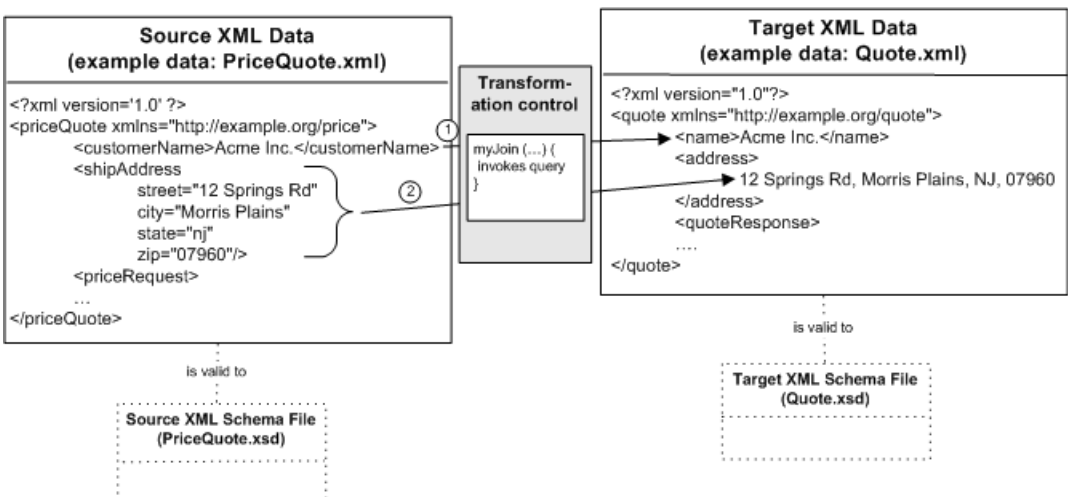 Source XML Data
(example data: PriceQuote.xml)
<?xml version='1.0' ?>
<priceQuote xmlns="http://example.org/price">
<customerName>Acme Inc.</customerName>
<shipAddress
street="12 Springs Rd"
city="Morris Plains"
state="nj"
zip="07960"/>
<priceRequest>
...
</priceQuote>
is valid to
Source XML Schema File
(PriceQuote.xsd)
1
2
Transform-
ation control
myJoin (...) {
invokes query
}
Target XML Data
(example data: Quote.xml)
<?xml version="1.0"?>
<quote xmlns="http://example.org/quote">
<name>Acme Inc.</name>
<address>
12 Springs Rd, Morris Plains, NJ, 07960
</address>
<quoteResponse>
....
</quote>
is valid to
Target XML Schema File
(Quote.xsd)